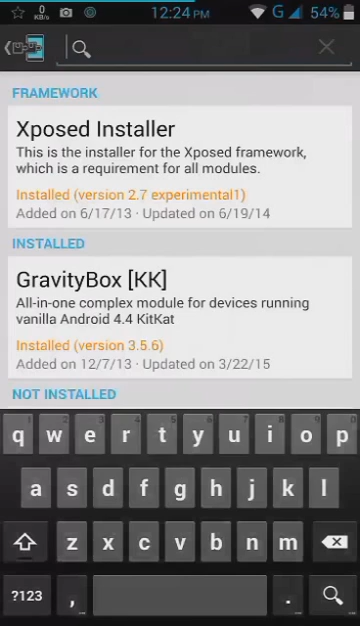 0 KB/s 12:24 PM G 54%
FRAMEWORK
Xposed Installer
This is the installer for the Xposed framework,
which is a requirement for all modules.
Installed (version 2.7 experimental1)
Added on 6/17/13 · Updated on 6/19/14
INSTALLED
GravityBox [KK]
All-in-one complex module for devices running
vanilla Android 4.4 KitKat
Installed (version 3.5.6)
Added on 12/7/13 · Updated on 3/22/15
NOT INSTALLED
q w e r t y u i o p
a s d f g h j k l
z x c v b n m
?123 , .